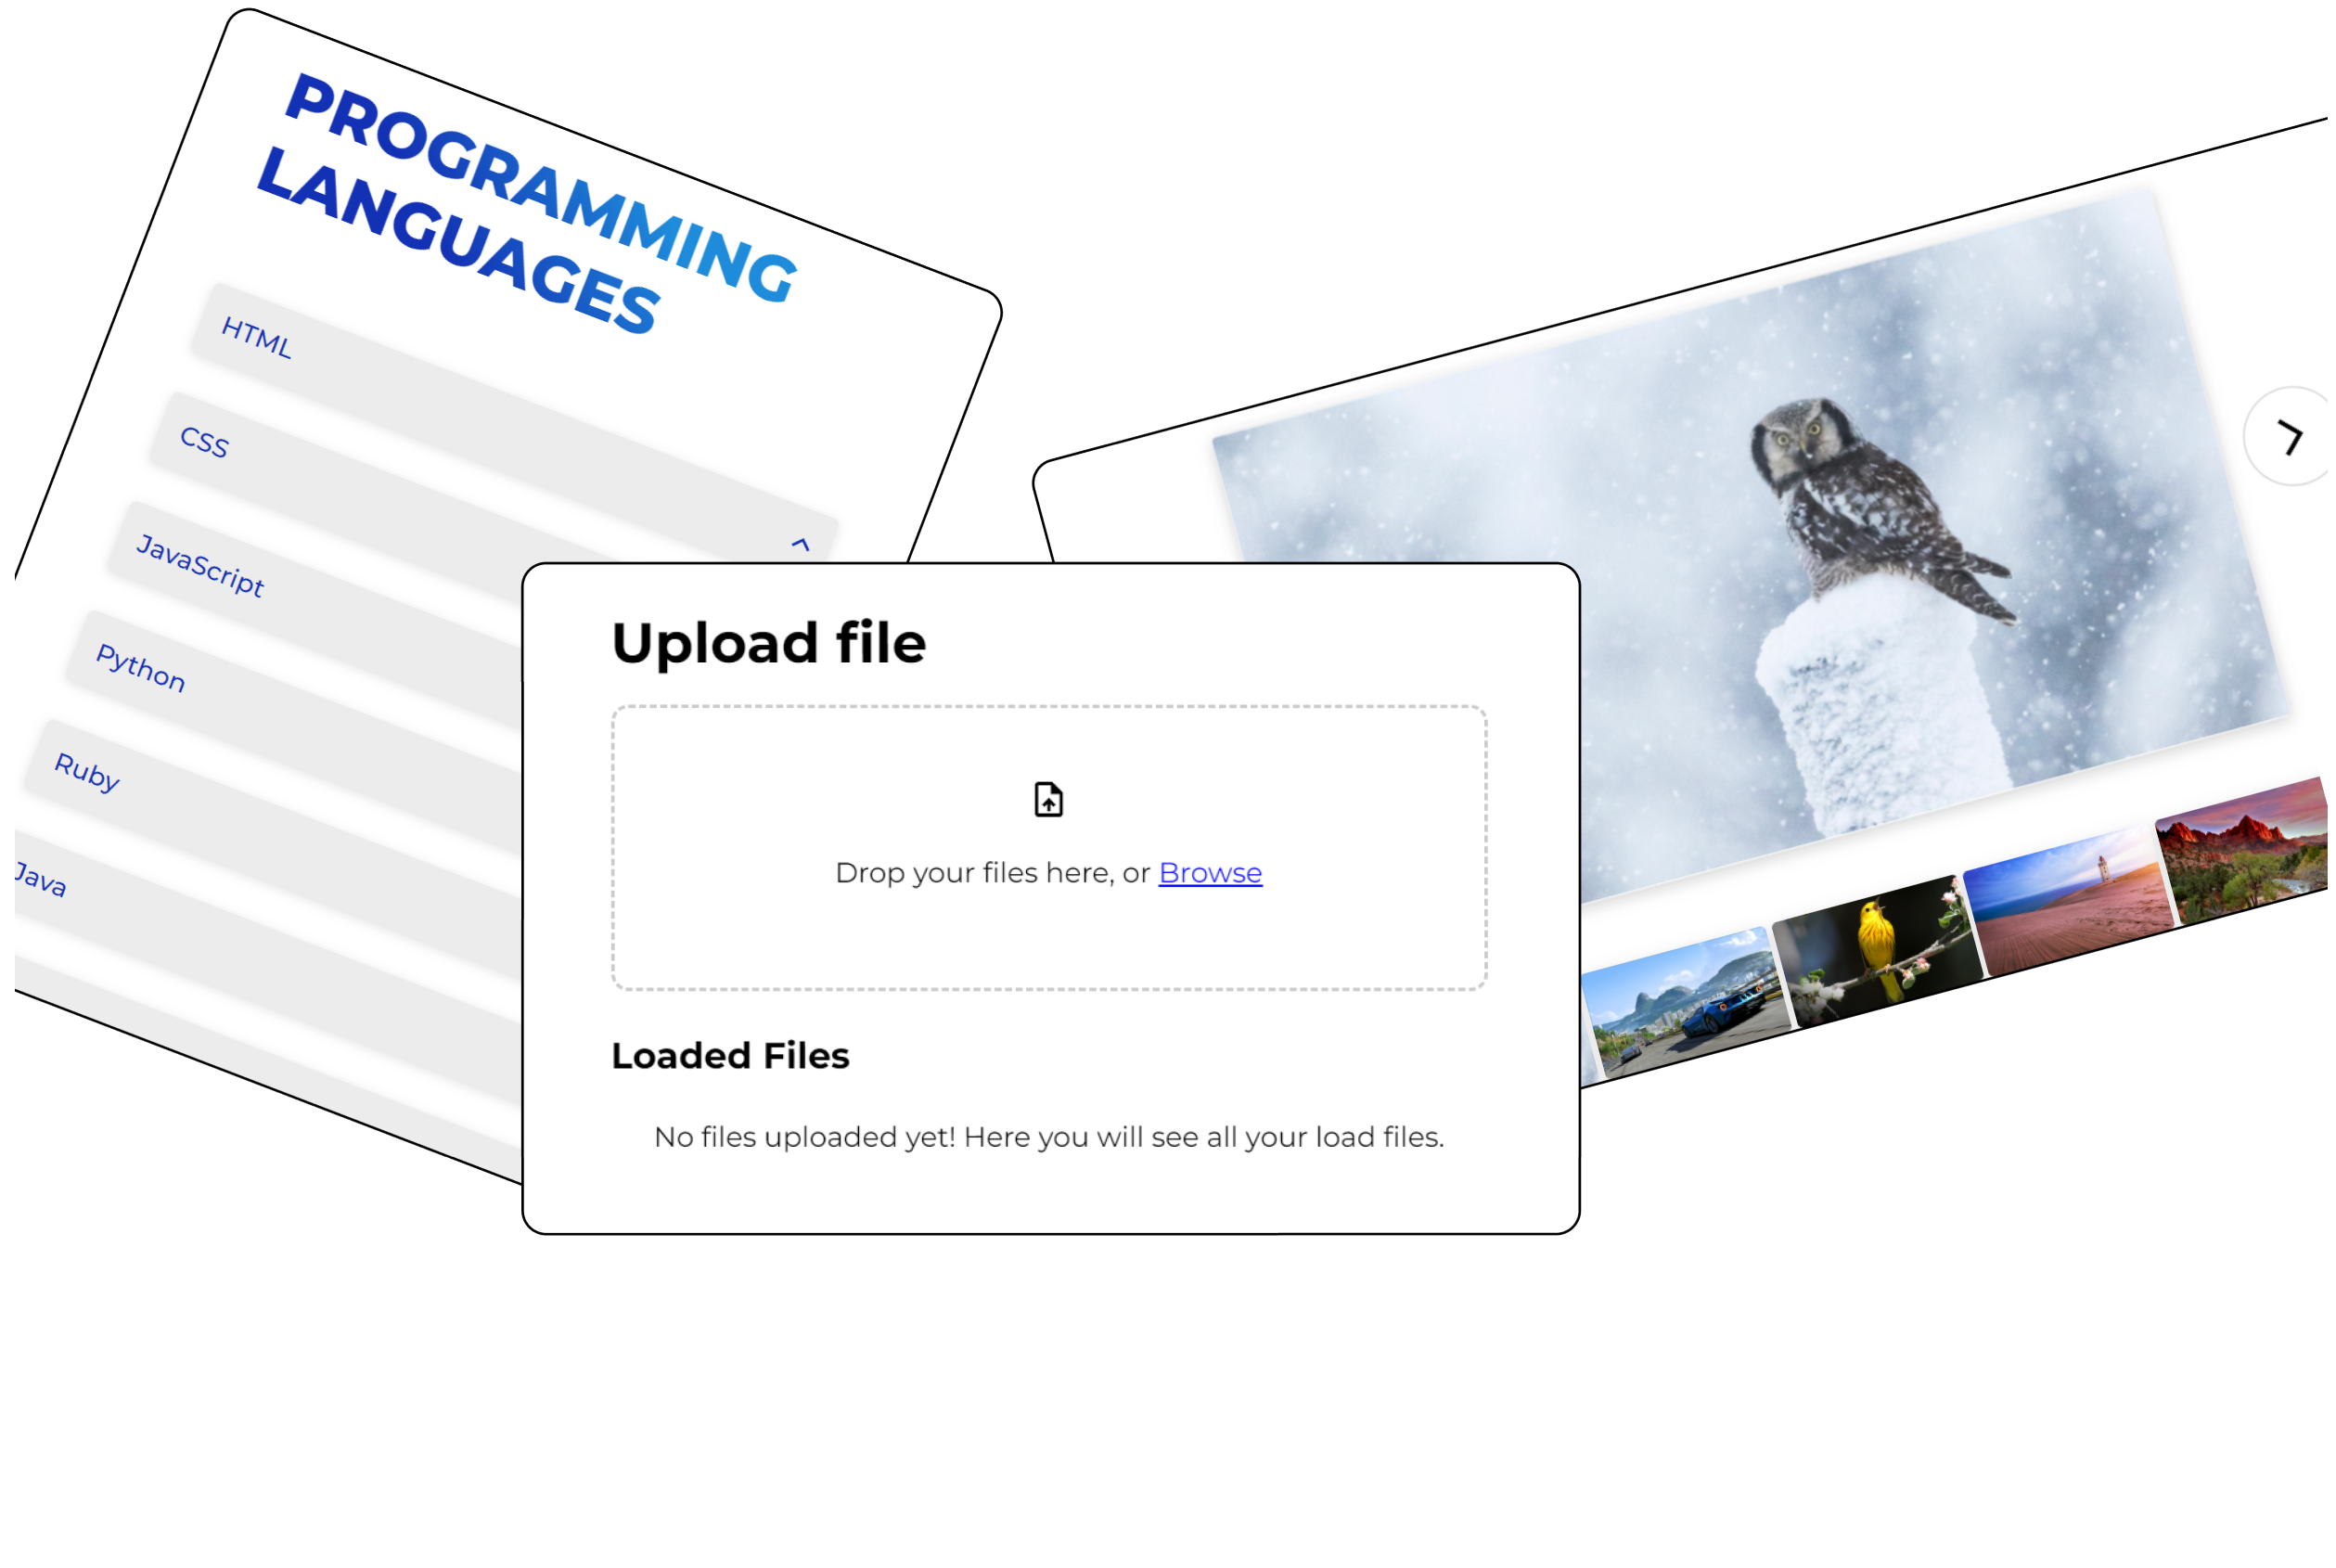 PROGRAMMING
LANGUAGES
HTML
CSS
JavaScript
Python
Ruby
Java
Upload file
Drop your files here, or Browse
Loaded Files
No files uploaded yet! Here you will see all your load files.